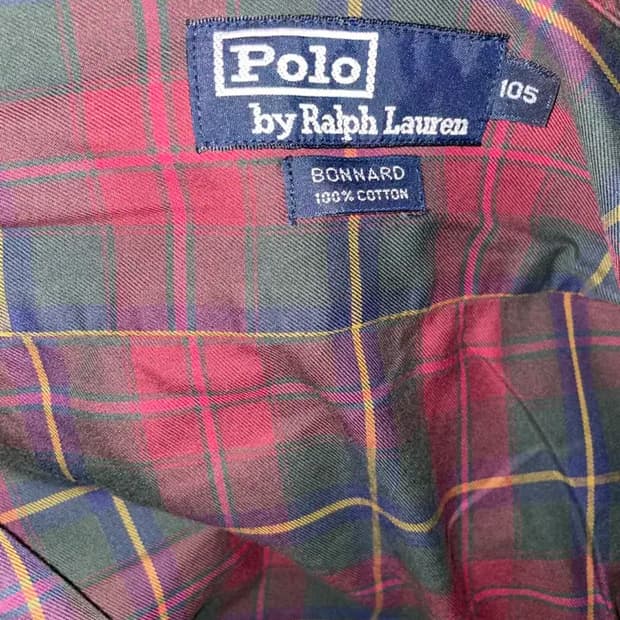 Polo
by Ralph Lauren
105
BONNARD
100% COTTON